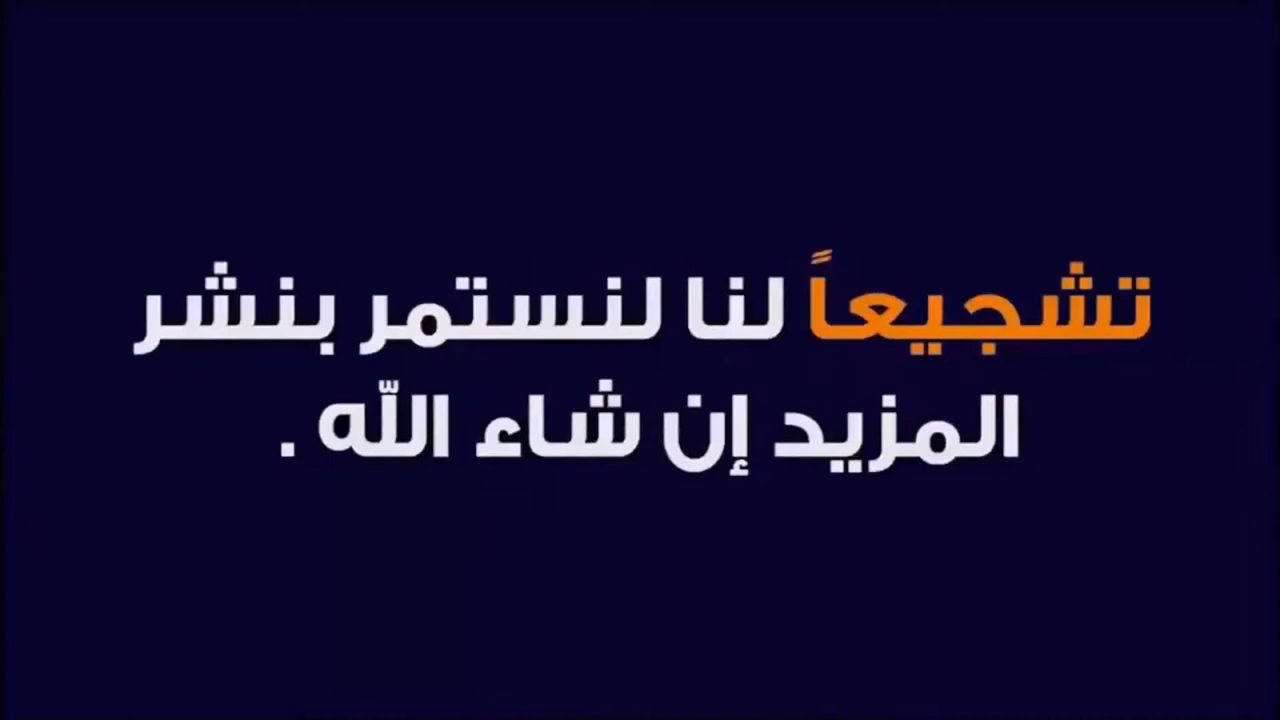 تشجيعاً لنا لنستمر بنشر
المزيد إن شاء اللّه .